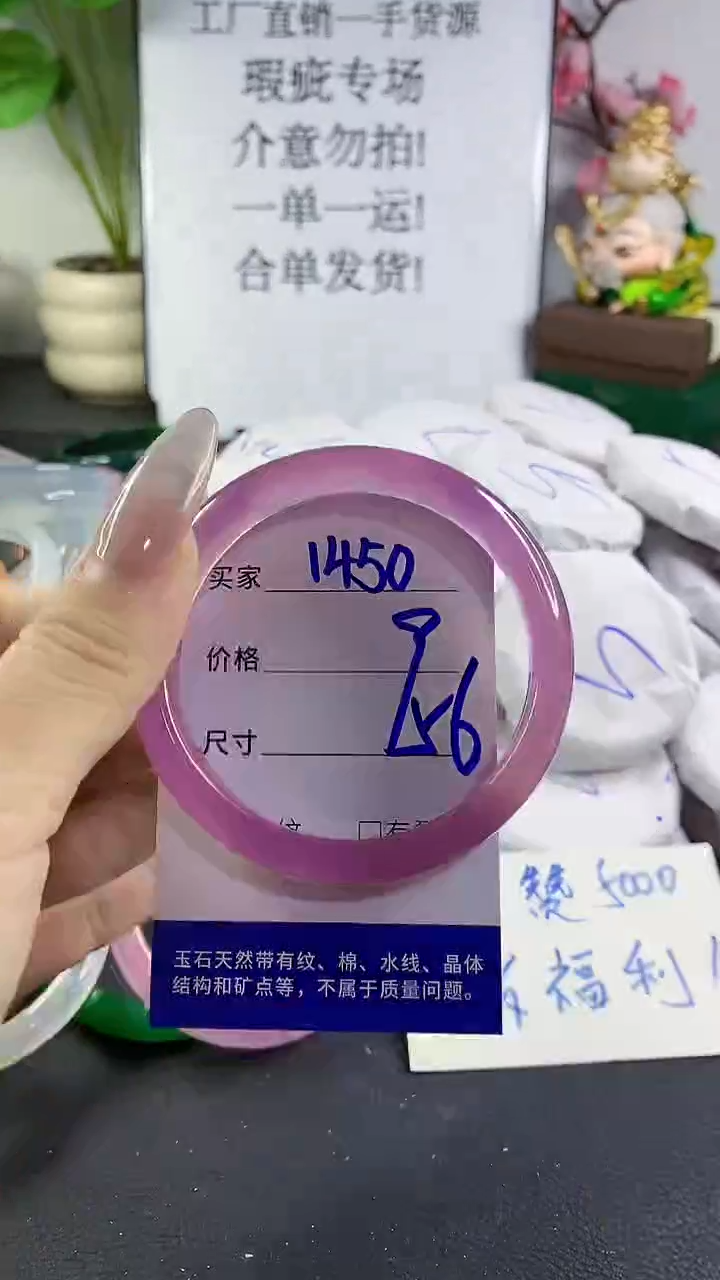 工厂直销一手货源
瑕疵专场
介意勿拍!
一单一运!
合单发货!
买家 1450
价格
尺寸 56
玉石天然带有纹、棉、水线、晶体
结构和矿点等，不属于质量问题。
赞 5000
福利